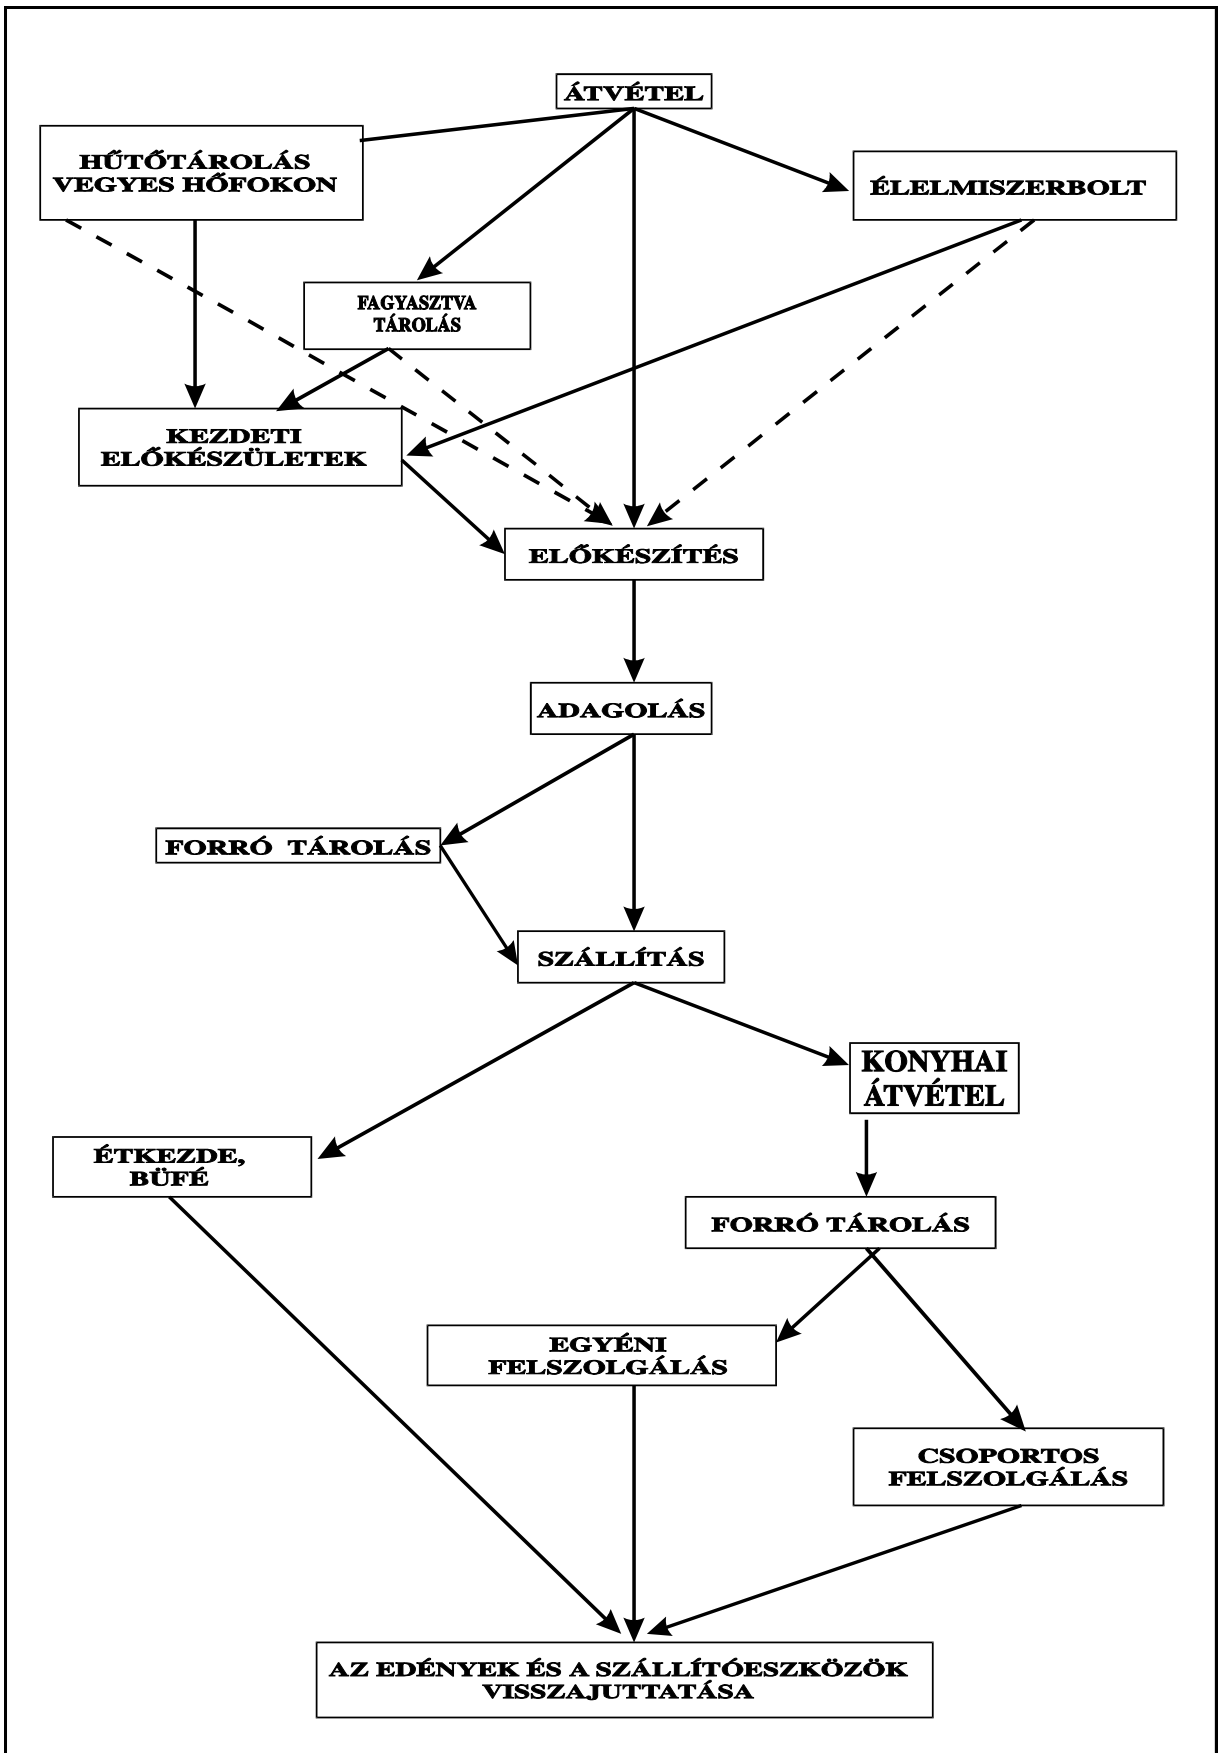 ÁTVÉTEL
HŰTŐTÁROLÁS
VEGYES HŐFOKON
ÉLELMISZERBOLT
FAGYASZTVA
TÁROLÁS
KEZDETI
ELŐKÉSZÜLETEK
ELŐKÉSZÍTÉS
ADAGOLÁS
FORRÓ TÁROLÁS
SZÁLLÍTÁS
KONYHAI
ÁTVÉTEL
ÉTKEZDE,
BÜFÉ
FORRÓ TÁROLÁS
EGYÉNI
FELSZOLGÁLÁS
CSOPORTOS
FELSZOLGÁLÁS
AZ EDÉNYEK ÉS A SZÁLLÍTÓESZKÖZÖK
VISSZAJUTTATÁSA